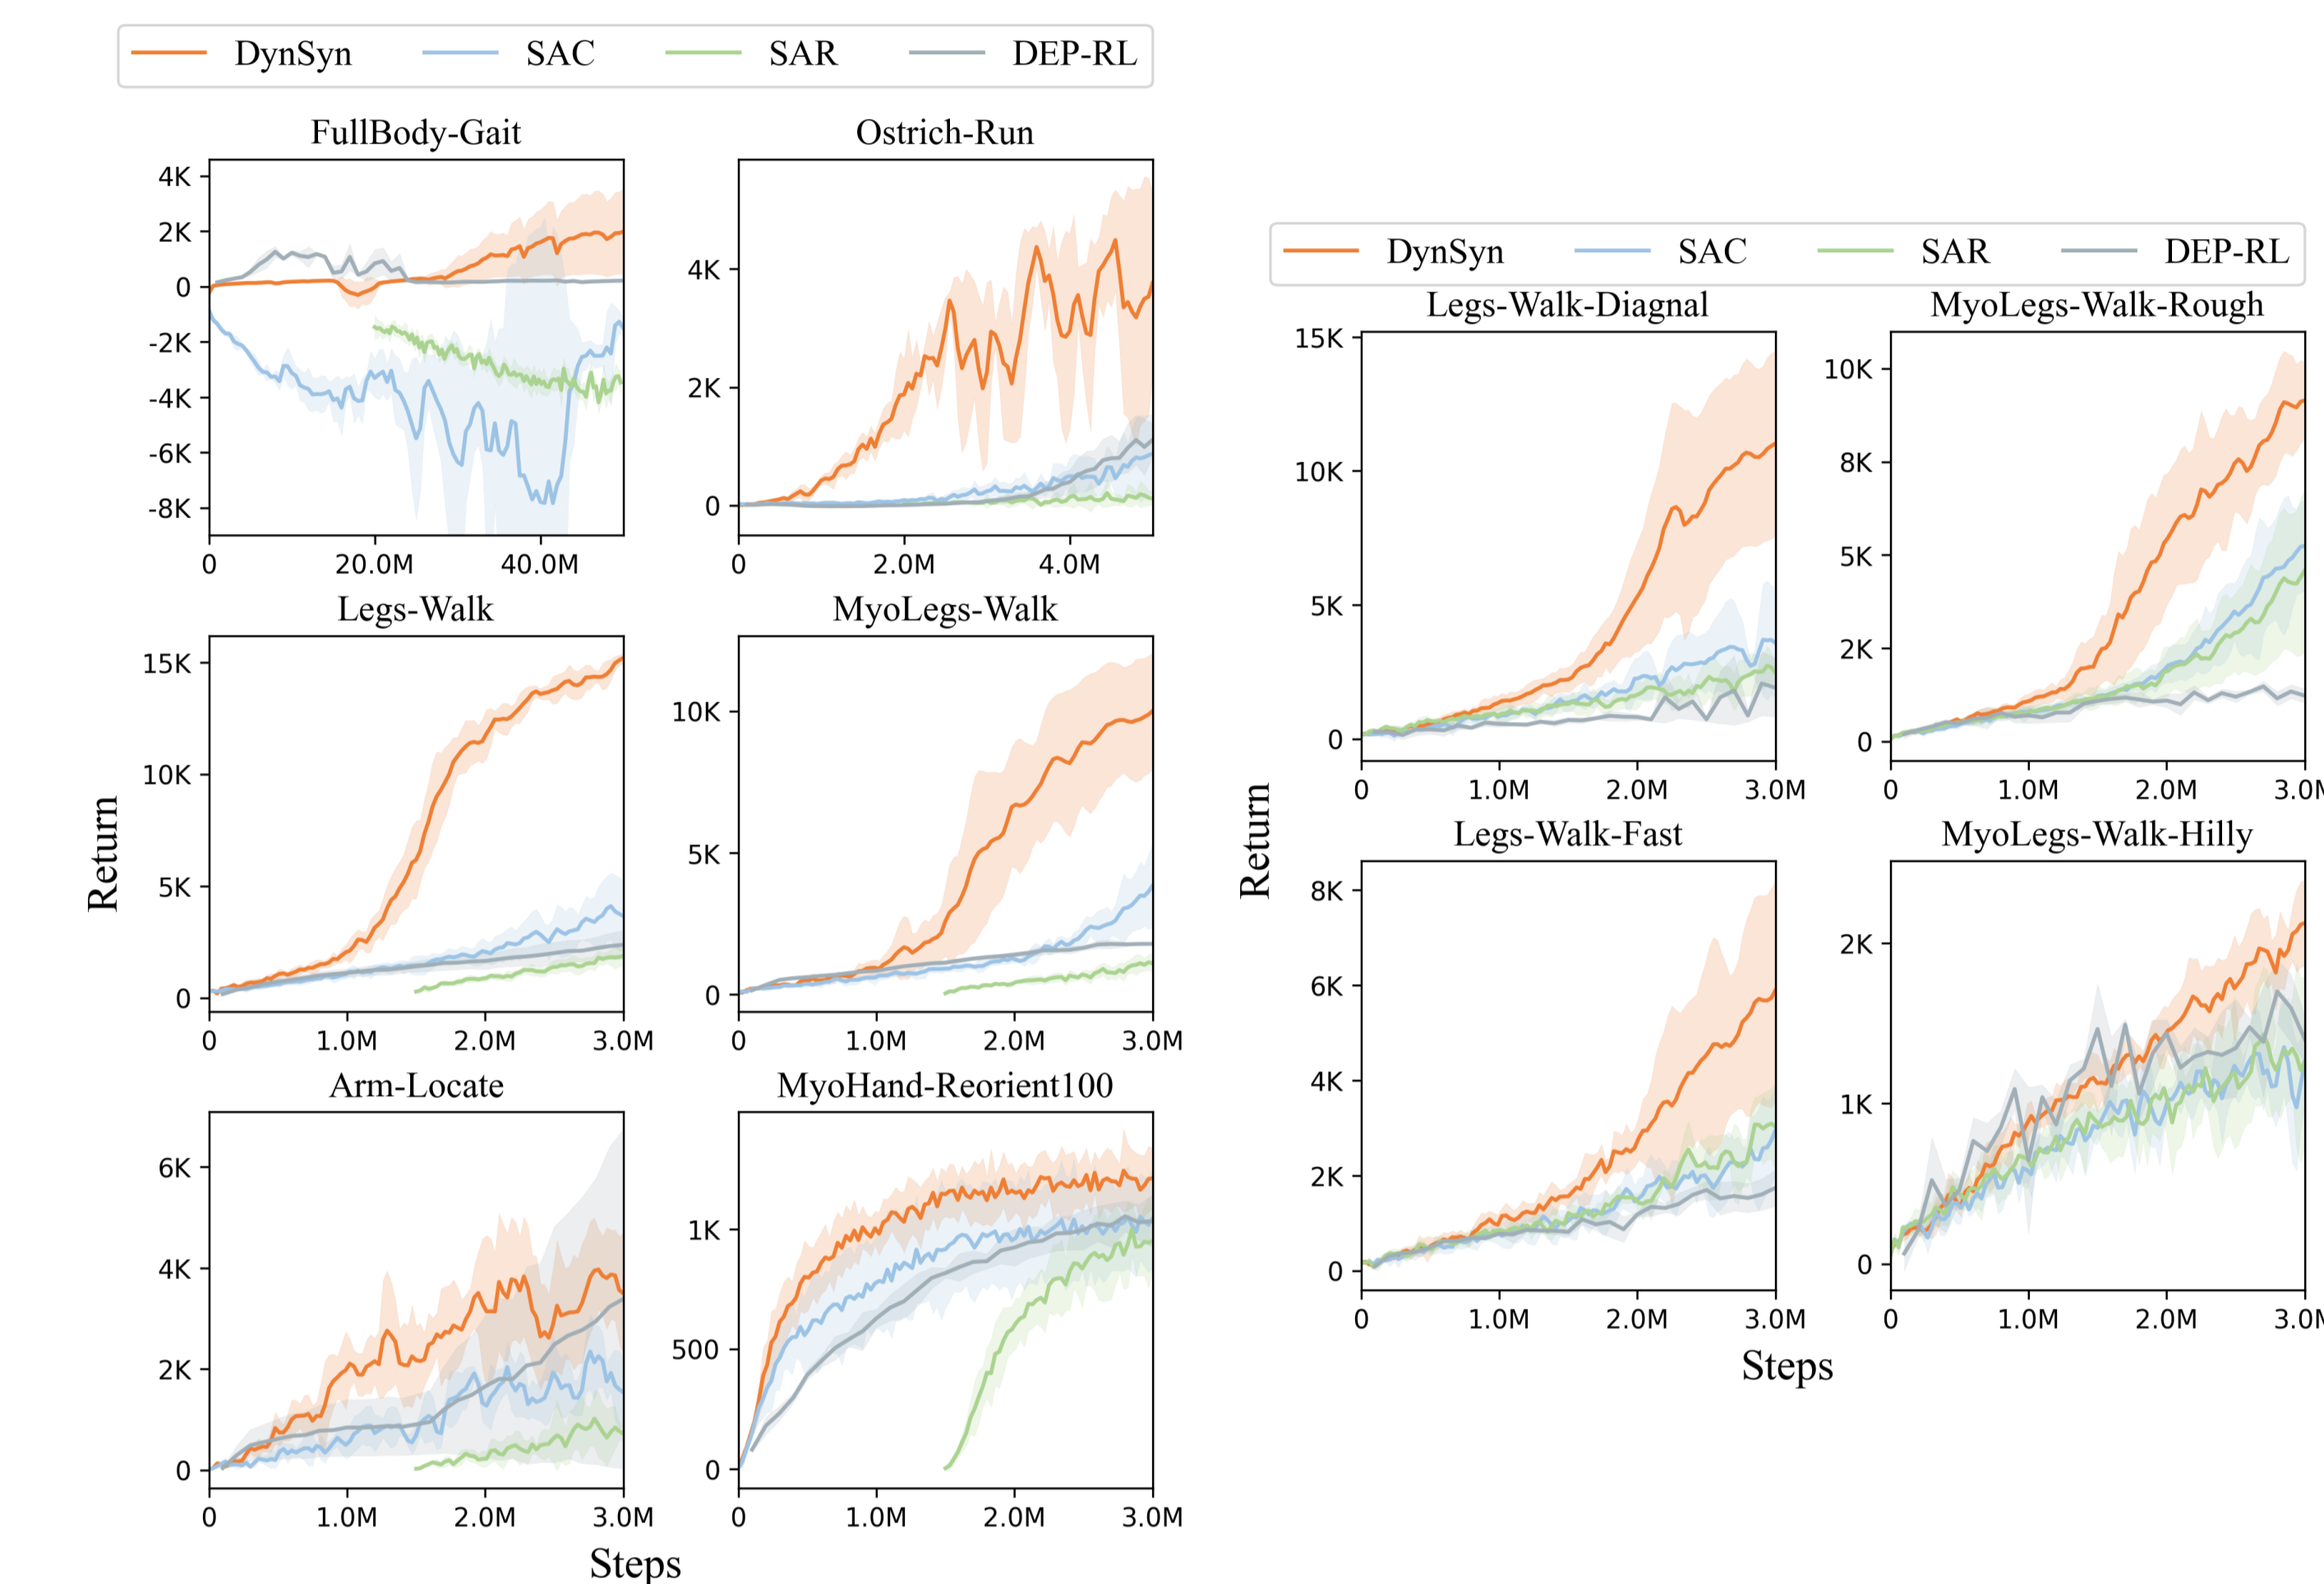 DynSyn SAC SAR DEP-RL
FullBody-Gait
4K
2K
0
-2K
-4K
-6K
-8K
0 20.0M 40.0M
Ostrich-Run
4K
2K
0
0 2.0M 4.0M
Legs-Walk
15K
10K
5K
0
0 1.0M 2.0M 3.0M
MyoLegs-Walk
10K
5K
0
0 1.0M 2.0M 3.0M
Return
Arm-Locate
6K
4K
2K
0
0 1.0M 2.0M 3.0M
MyoHand-Reorient100
1K
500
0
0 1.0M 2.0M 3.0M
Steps
DynSyn SAC SAR DEP-RL
Legs-Walk-Diagnal
15K
10K
5K
0
0 1.0M 2.0M 3.0M
MyoLegs-Walk-Rough
10K
8K
5K
2K
0
0 1.0M 2.0M 3.0M
Return
Legs-Walk-Fast
8K
6K
4K
2K
0
0 1.0M 2.0M 3.0M
MyoLegs-Walk-Hilly
2K
1K
0
0 1.0M 2.0M 3.0M
Steps